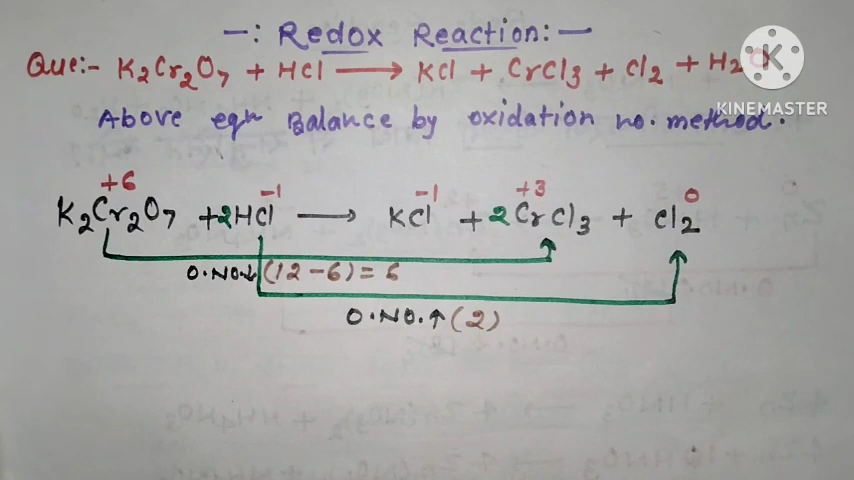 -: Redox Reaction:-
Que:- K2Cr2O7 + HCl → KCl + CrCl3 + Cl2 + H2O
K
KINEMASTER
Above eqn Balance by oxidation no. method.
+6 -1 -1 +3 0
K2Cr2O7 + 2HCl → KCl + 2CrCl3 + Cl2
O.NO.↓ (12-6) = 6
O.NO.↑ (2)